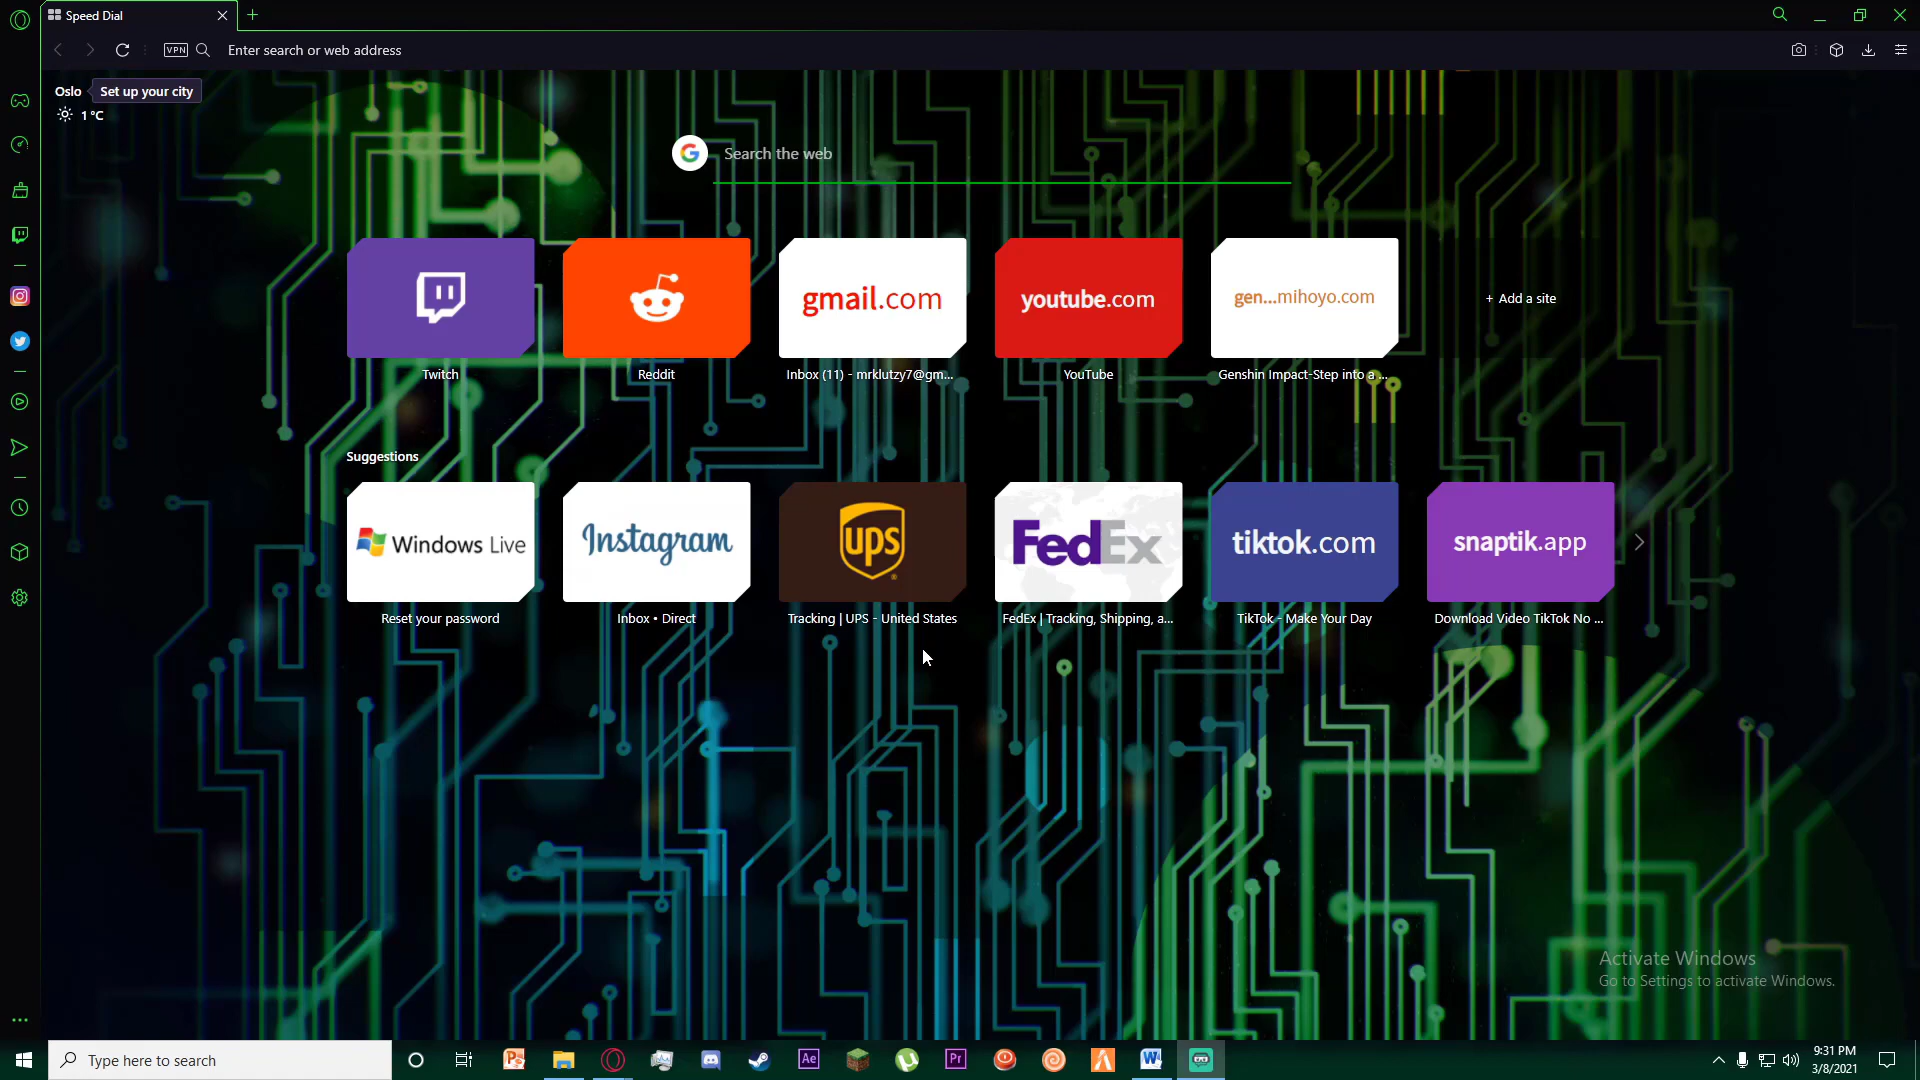 Speed Dial
VPN
Enter search or web address
Oslo
Set up your city
1 °C
G
Search the web
gmail.com
youtube.com
gen...mihoyo.com
+ Add a site
Twitch
Reddit
Inbox (11) - mrklutzy7@gm...
YouTube
Genshin Impact-Step into a ...
Suggestions
Windows Live
Instagram
ups
FedEx
tiktok.com
snaptik.app
Reset your password
Inbox • Direct
Tracking | UPS - United States
FedEx | Tracking, Shipping, a...
TikTok - Make Your Day
Download Video TikTok No ...
Activate Windows
Go to Settings to activate Windows.
Type here to search
Ae
Pr
9:31 PM
3/8/2021